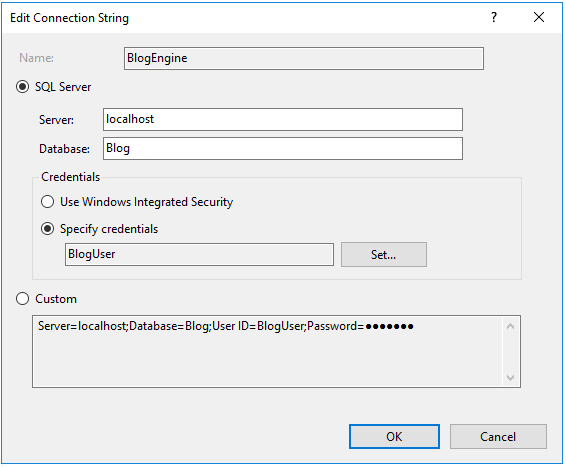 Edit Connection String
Name: BlogEngine
SQL Server
Server: localhost
Database: Blog
Credentials
Use Windows Integrated Security
Specify credentials
BlogUser Set...
Custom
Server=localhost;Database=Blog;User ID=BlogUser;Password=●●●●●●●
OK Cancel